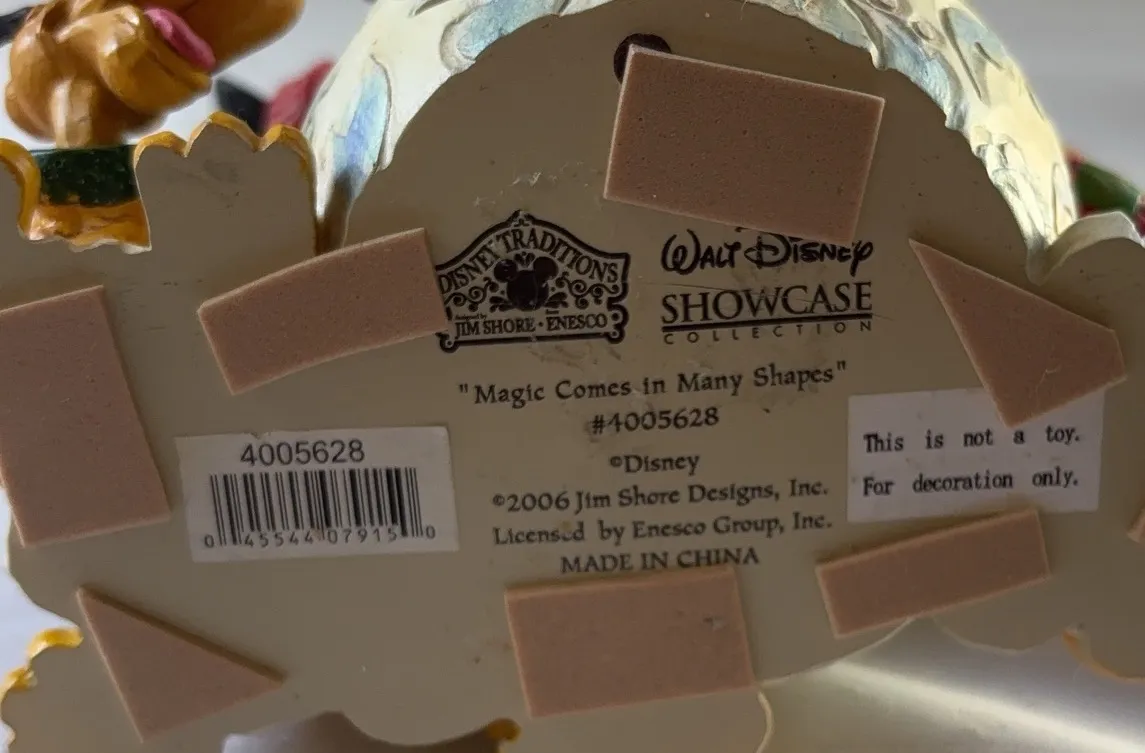 DISNEY TRADITIONS
designed by
JIM SHORE • ENESCO
WALT DISNEY
SHOWCASE
COLLECTION
"Magic Comes in Many Shapes"
#4005628
©Disney
©2006 Jim Shore Designs, Inc.
Licensed by Enesco Group, Inc.
MADE IN CHINA
4005628
0 45544 07915 0
This is not a toy.
For decoration only.